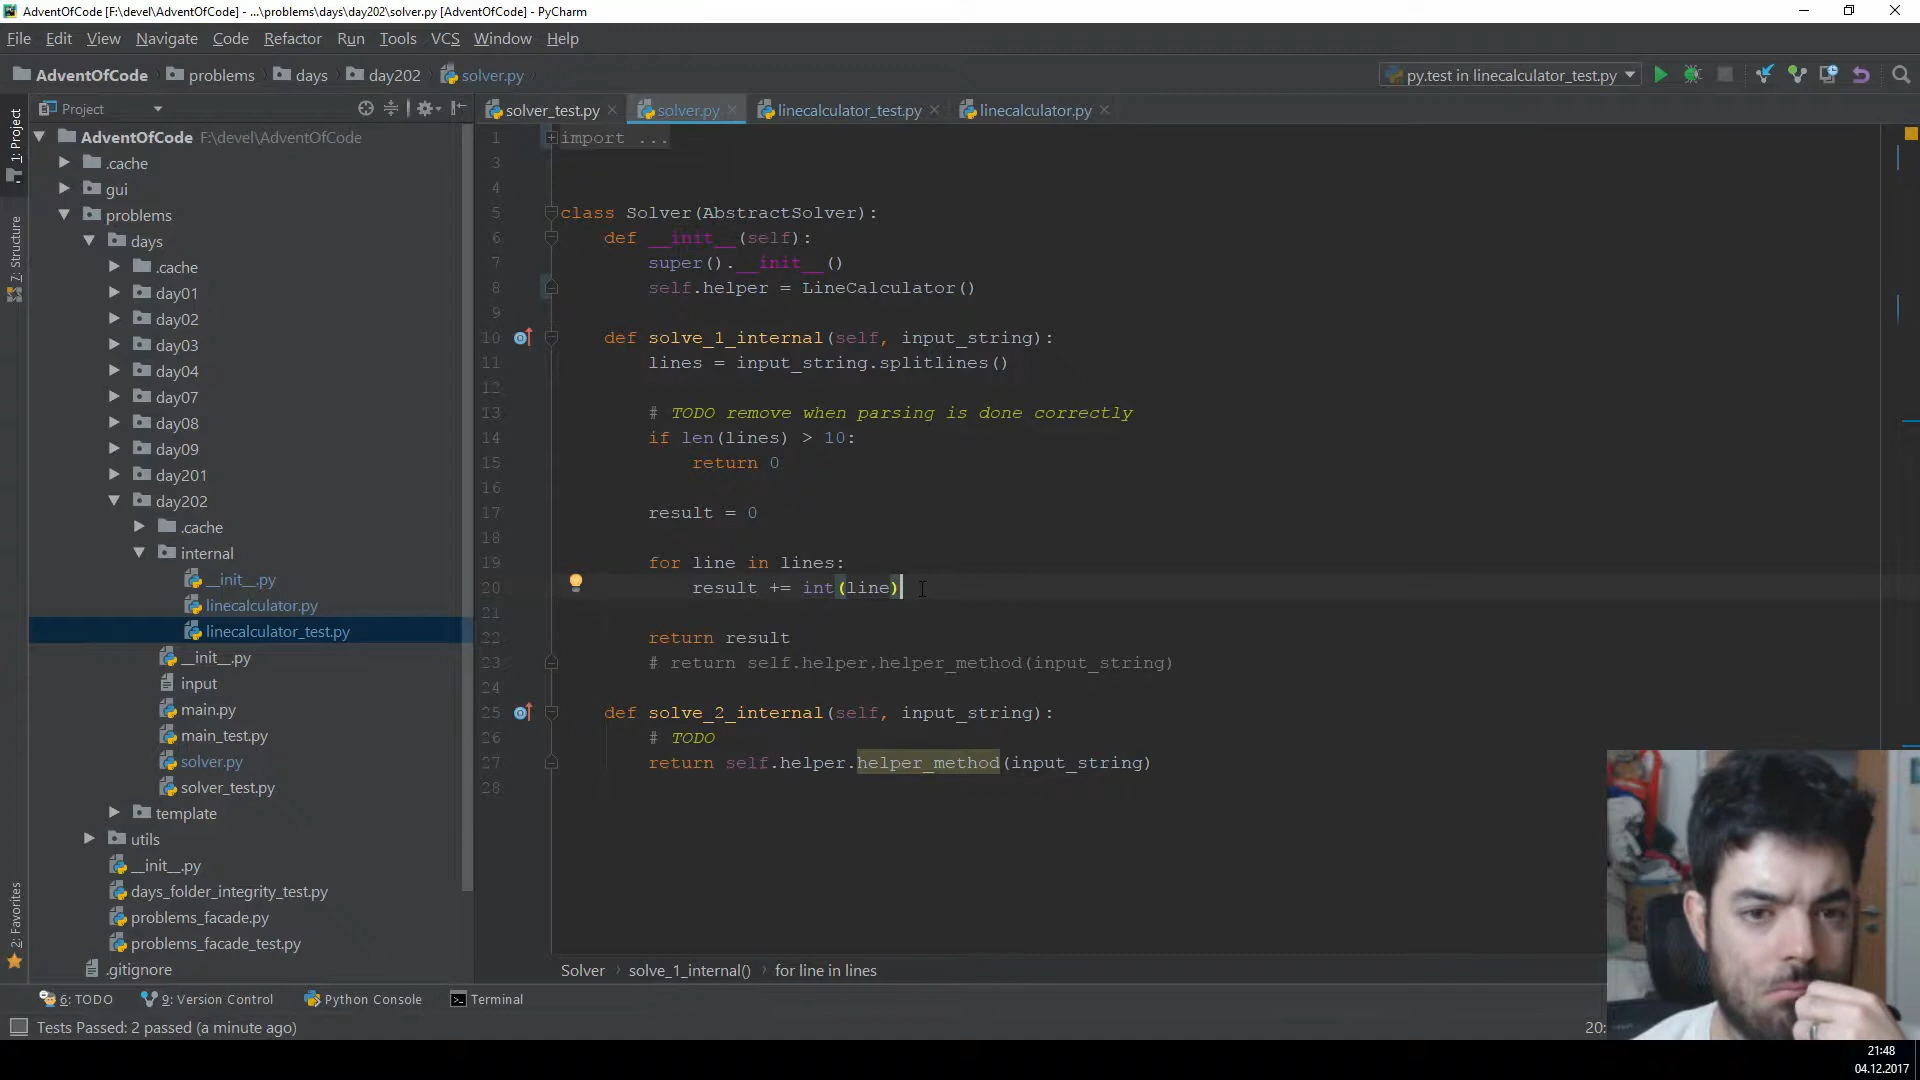 AdventOfCode [F:\devel\AdventOfCode] - ...\problems\days\day202\solver.py [AdventOfCode] - PyCharm
File Edit View Navigate Code Refactor Run Tools VCS Window Help
AdventOfCode problems days day202 solver.py py.test in linecalculator_test.py
Project
solver_test.py solver.py linecalculator_test.py linecalculator.py
1: Project
7: Structure
2: Favorites
AdventOfCode F:\devel\AdventOfCode
.cache
gui
problems
days
.cache
day01
day02
day03
day04
day07
day08
day09
day201
day202
.cache
internal
__init__.py
linecalculator.py
linecalculator_test.py
__init__.py
input
main.py
main_test.py
solver.py
solver_test.py
template
utils
__init__.py
days_folder_integrity_test.py
problems_facade.py
problems_facade_test.py
.gitignore
1 import ...
3
4
5 class Solver(AbstractSolver):
6 def __init__(self):
7 super().__init__()
8 self.helper = LineCalculator()
9
10 def solve_1_internal(self, input_string):
11 lines = input_string.splitlines()
12
13 # TODO remove when parsing is done correctly
14 if len(lines) > 10:
15 return 0
16
17 result = 0
18
19 for line in lines:
20 result += int(line)
21
22 return result
23 # return self.helper.helper_method(input_string)
24
25 def solve_2_internal(self, input_string):
26 # TODO
27 return self.helper.helper_method(input_string)
28
Solver solve_1_internal() for line in lines
6: TODO 9: Version Control Python Console Terminal
Tests Passed: 2 passed (a minute ago) 20:
21:48
04.12.2017